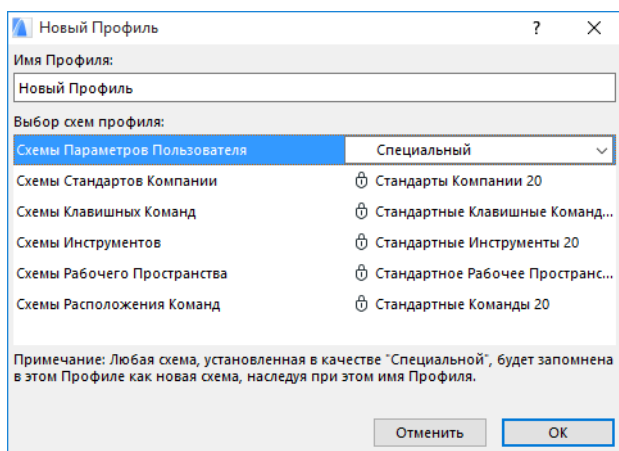 Новый Профиль ?
Имя Профиля:
Новый Профиль
Выбор схем профиля:
Схемы Параметров Пользователя Специальный
Схемы Стандартов Компании Стандарты Компании 20
Схемы Клавишных Команд Стандартные Клавишные Команд...
Схемы Инструментов Стандартные Инструменты 20
Схемы Рабочего Пространства Стандартное Рабочее Пространс...
Схемы Расположения Команд Стандартные Команды 20
Примечание: Любая схема, установленная в качестве "Специальной", будет запомнена
в этом Профиле как новая схема, наследуя при этом имя Профиля.
Отменить ОК